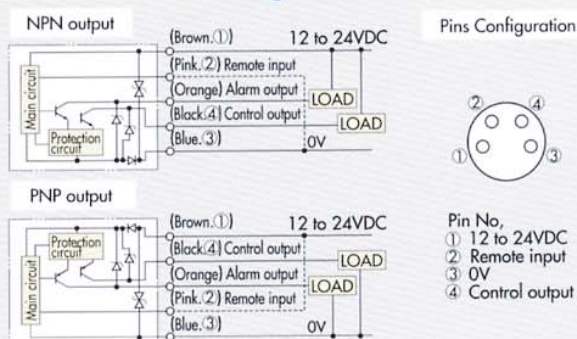 NPN output
(Brown.①) 12 to 24VDC
(Pink.②) Remote input
(Orange) Alarm output
LOAD
(Black.④) Control output
LOAD
(Blue.③) 0V
Main circuit
Protection circuit
PNP output
(Brown.①) 12 to 24VDC
(Black.④) Control output
LOAD
(Orange) Alarm output
LOAD
(Pink.②) Remote input
(Blue.③) 0V
Main circuit
Protection circuit
Pins Configuration
② ④
① ③
Pin No,
① 12 to 24VDC
② Remote input
③ 0V
④ Control output